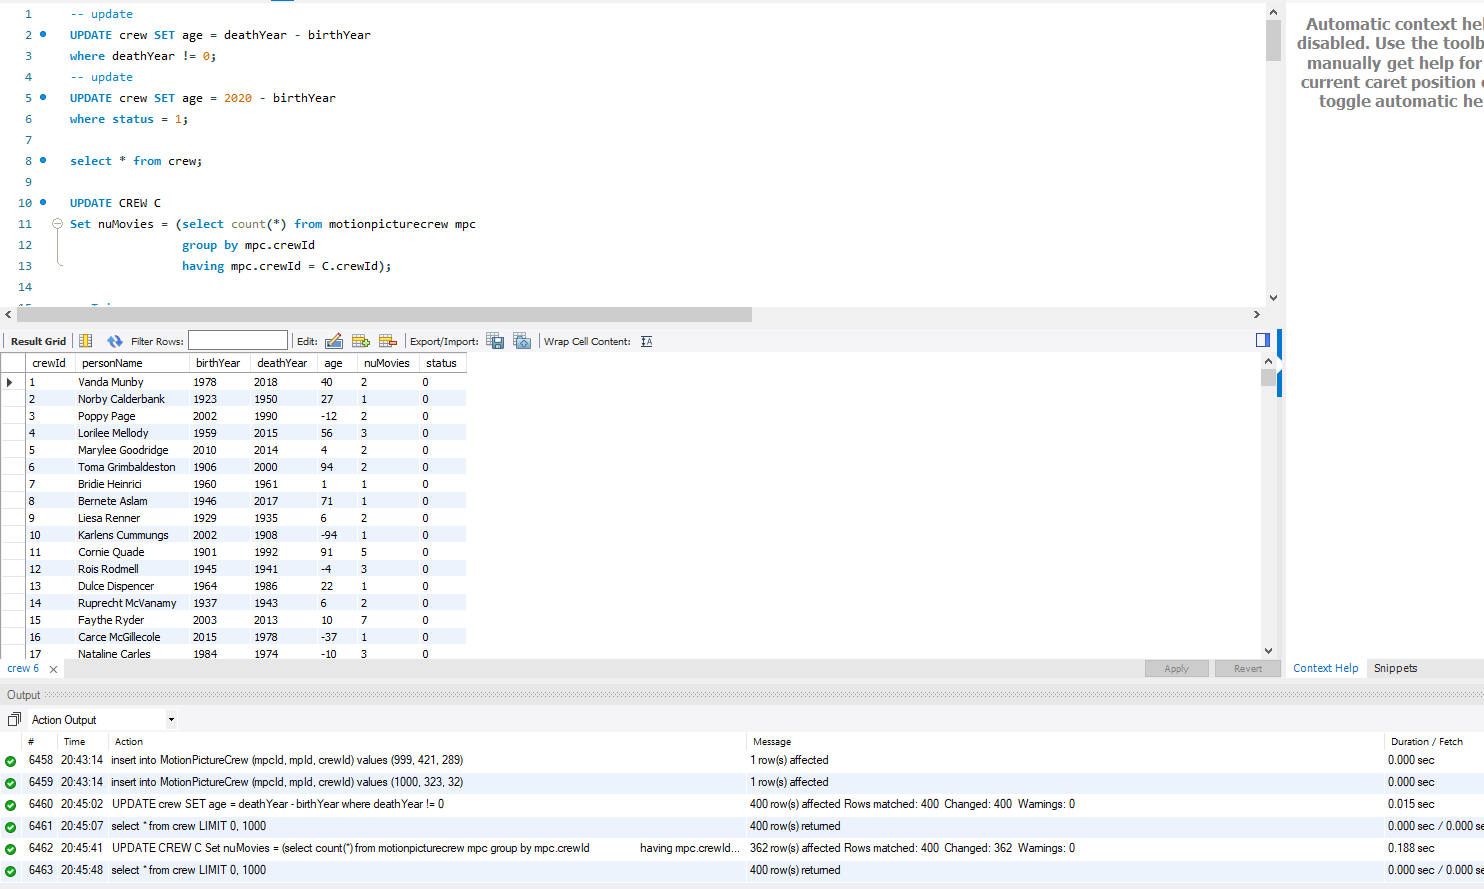 1 -- update
2 UPDATE crew SET age = deathYear - birthYear
3 where deathYear != 0;
4 -- update
5 UPDATE crew SET age = 2020 - birthYear
6 where status = 1;
7
8 select * from crew;
9
10 UPDATE CREW C
11 Set nuMovies = (select count(*) from motionpicturecrew mpc
12 group by mpc.crewId
13 having mpc.crewId = C.crewId);
14
Automatic context hel
disabled. Use the toolb
manually get help for
current caret position
toggle automatic he
Result Grid Filter Rows: Edit: Export/Import: Wrap Cell Content:
crewId personName birthYear deathYear age nuMovies status
1 Vanda Munby 1978 2018 40 2 0
2 Norby Calderbank 1923 1950 27 1 0
3 Poppy Page 2002 1990 -12 2 0
4 Lorilee Mellody 1959 2015 56 3 0
5 Marylee Goodridge 2010 2014 4 2 0
6 Toma Grimbaldeston 1906 2000 94 2 0
7 Bridie Heinrici 1960 1961 1 1 0
8 Bernete Aslam 1946 2017 71 1 0
9 Liesa Renner 1929 1935 6 2 0
10 Karlens Cummungs 2002 1908 -94 1 0
11 Cornie Quade 1901 1992 91 5 0
12 Rois Rodmell 1945 1941 -4 3 0
13 Dulce Dispencer 1964 1986 22 1 0
14 Ruprecht McVanamy 1937 1943 6 2 0
15 Faythe Ryder 2003 2013 10 7 0
16 Carce McGillecole 2015 1978 -37 1 0
17 Nataline Carles 1984 1974 -10 3 0
crew 6 Apply Revert Context Help Snippets
Output
Action Output
# Time Action Message Duration / Fetch
6458 20:43:14 insert into MotionPictureCrew (mpcId, mpId, crewId) values (999, 421, 289) 1 row(s) affected 0.000 sec
6459 20:43:14 insert into MotionPictureCrew (mpcId, mpId, crewId) values (1000, 323, 32) 1 row(s) affected 0.000 sec
6460 20:45:02 UPDATE crew SET age = deathYear - birthYear where deathYear != 0 400 row(s) affected Rows matched: 400 Changed: 400 Warnings: 0 0.015 sec
6461 20:45:07 select * from crew LIMIT 0, 1000 400 row(s) returned 0.000 sec / 0.000 se
6462 20:45:41 UPDATE CREW C Set nuMovies = (select count(*) from motionpicturecrew mpc group by mpc.crewId having mpc.crewId... 362 row(s) affected Rows matched: 400 Changed: 362 Warnings: 0 0.188 sec
6463 20:45:48 select * from crew LIMIT 0, 1000 400 row(s) returned 0.000 sec / 0.000 se